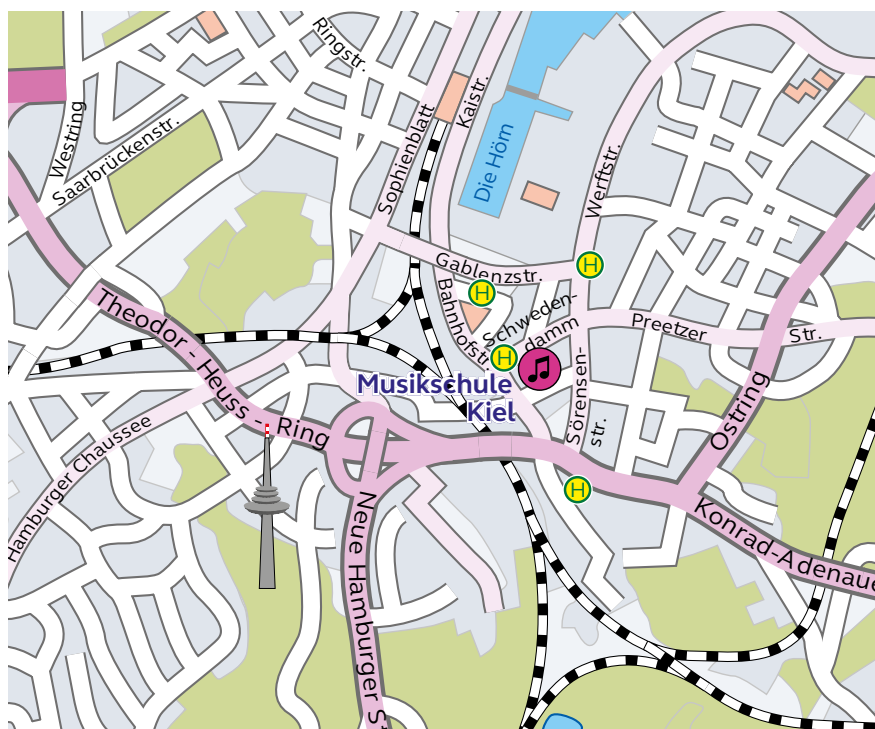 Ringstr.
Westring
Saarbrückenstr.
Sophienblatt
Kaistr.
Die Hörn
Werftstr.
Gablenzstr.
H
H
Bahnhofstr.
Schweden-
damm
H
Preetzer
Str.
Theodor - Heuss - Ring
Musikschule
Kiel
Sörensen-
str.
Ostring
Hamburger Chaussee
H
Neue Hamburger S
Konrad-Adenaue